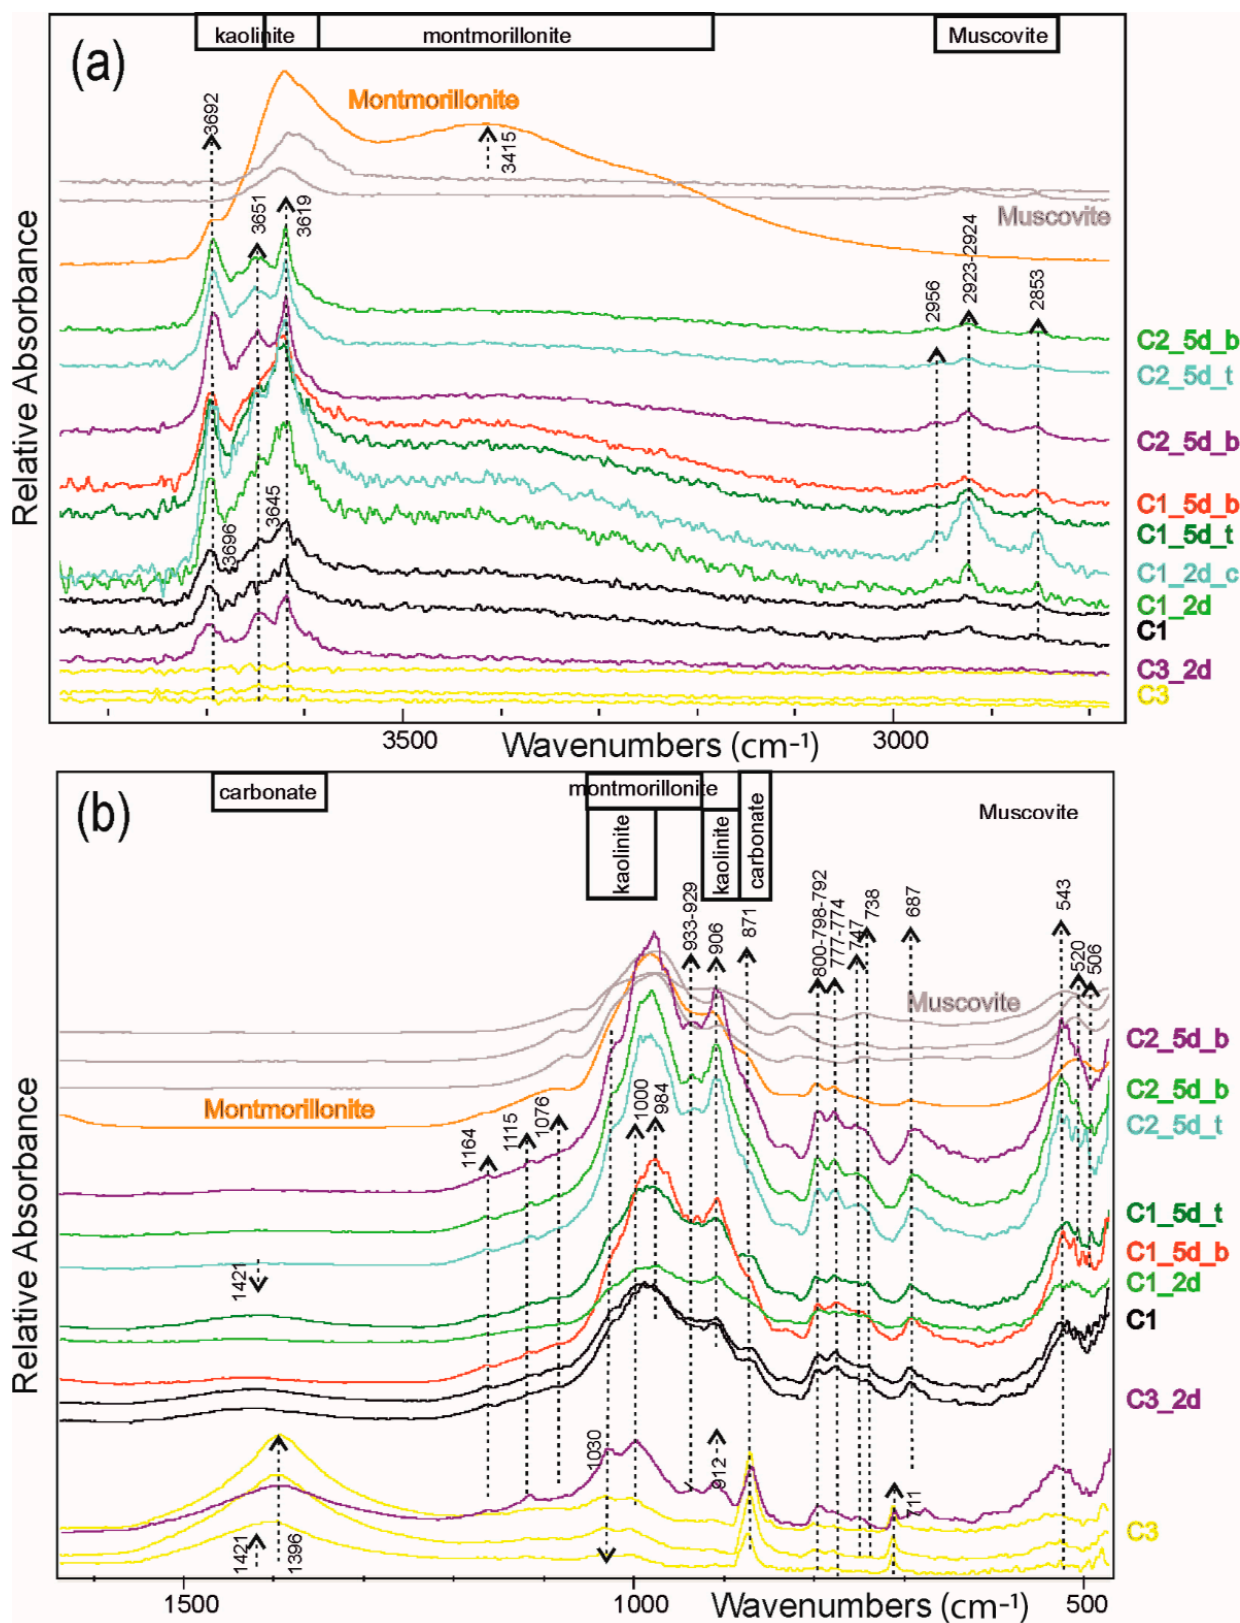 (a)
kaolinite
montmorillonite
Muscovite
Montmorillonite
3692
3415
Muscovite
3651
3619
2956
2923-2924
2853
3696
3645
C2_5d_b
C2_5d_t
C2_5d_b
C1_5d_b
C1_5d_t
C1_2d_c
C1_2d
C1
C3_2d
C3
Relative Absorbance
3500
Wavenumbers (cm⁻¹)
3000
(b)
carbonate
montmorillonite
kaolinite
kaolinite
carbonate
Muscovite
933-929
906
871
800-798-792
777-774
747
738
687
543
520
506
Muscovite
Montmorillonite
1164
1115
1076
1000
984
1421
C2_5d_b
C2_5d_b
C2_5d_t
C1_5d_t
C1_5d_b
C1_2d
C1
C3_2d
C3
1030
912
711
1421
1396
Relative Absorbance
1500
1000
Wavenumbers (cm⁻¹)
500